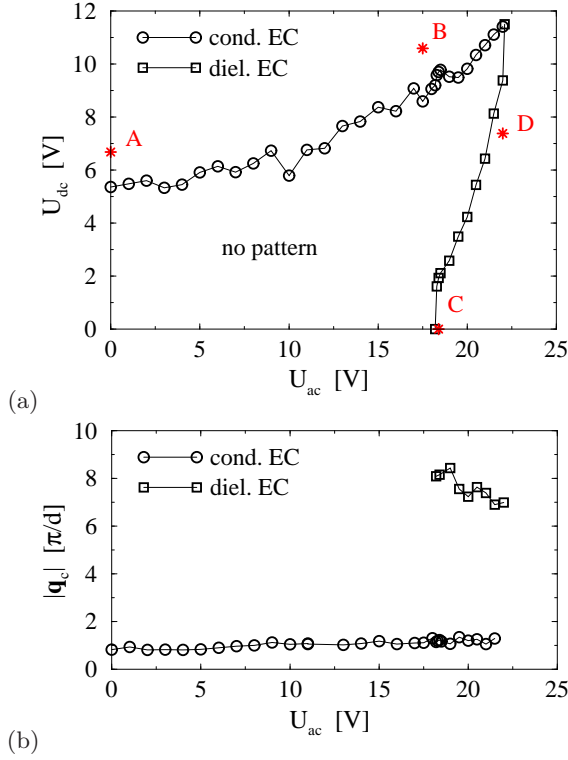 12
10
8
6
4
2
0
U_dc [V]
cond. EC
diel. EC
A
B
C
D
no pattern
0 5 10 15 20 25
U_ac [V]
(a)
10
8
6
4
2
0
|q_c| [π/d]
cond. EC
diel. EC
0 5 10 15 20 25
U_ac [V]
(b)